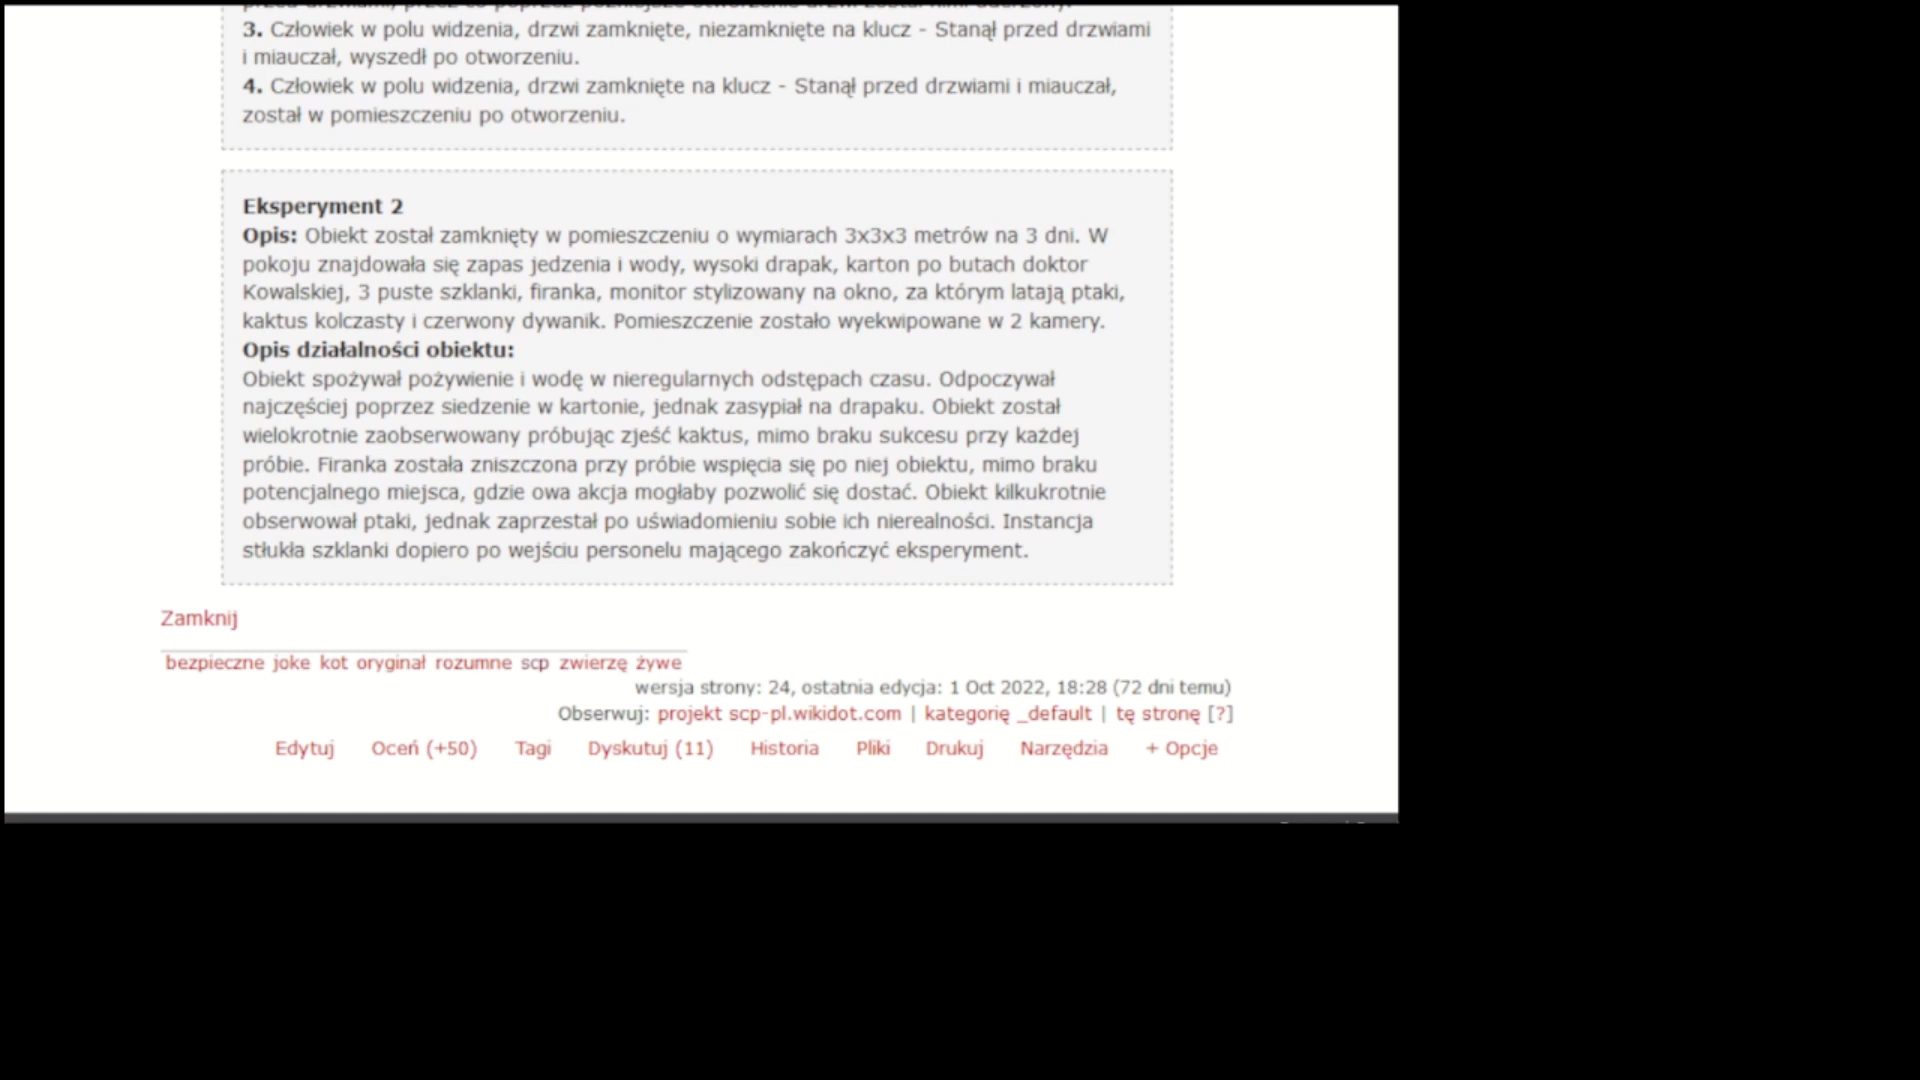 3. Człowiek w polu widzenia, drzwi zamknięte, niezamknięte na klucz - Stanął przed drzwiami
i miauczał, wyszedł po otworzeniu.
4. Człowiek w polu widzenia, drzwi zamknięte na klucz - Stanął przed drzwiami i miauczał,
został w pomieszczeniu po otworzeniu.
Eksperyment 2
Opis: Obiekt został zamknięty w pomieszczeniu o wymiarach 3x3x3 metrów na 3 dni. W
pokoju znajdowała się zapas jedzenia i wody, wysoki drapak, karton po butach doktor
Kowalskiej, 3 puste szklanki, firanka, monitor stylizowany na okno, za którym latają ptaki,
kaktus kolczasty i czerwony dywanik. Pomieszczenie zostało wyekwipowane w 2 kamery.
Opis działalności obiektu:
Obiekt spożywał pożywienie i wodę w nieregularnych odstępach czasu. Odpoczywał
najczęściej poprzez siedzenie w kartonie, jednak zasypiał na drapaku. Obiekt został
wielokrotnie zaobserwowany próbując zjeść kaktus, mimo braku sukcesu przy każdej
próbie. Firanka została zniszczona przy próbie wspięcia się po niej obiektu, mimo braku
potencjalnego miejsca, gdzie owa akcja mogłaby pozwolić się dostać. Obiekt kilkukrotnie
obserwował ptaki, jednak zaprzestał po uświadomieniu sobie ich nierealności. Instancja
stłukła szklanki dopiero po wejściu personelu mającego zakończyć eksperyment.
Zamknij
bezpieczne joke kot oryginał rozumne scp zwierzę żywe
wersja strony: 24, ostatnia edycja: 1 Oct 2022, 18:28 (72 dni temu)
Obserwuj: projekt scp-pl.wikidot.com | kategorię _default | tę stronę [?]
Edytuj Oceń (+50) Tagi Dyskutuj (11) Historia Pliki Drukuj Narzędzia + Opcje